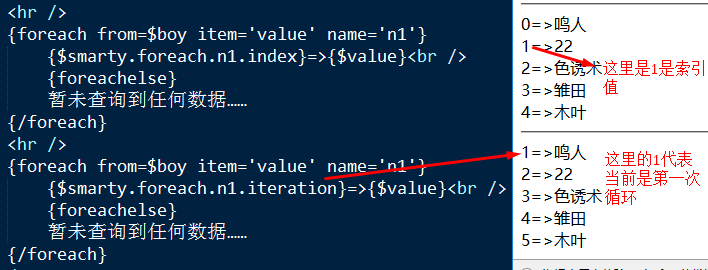 <hr />
{foreach from=$boy item='value' name='n1'}
{$smarty.foreach.n1.index}=>{$value}<br />
{foreachelse}
暂未查询到任何数据……
{/foreach}
<hr />
{foreach from=$boy item='value' name='n1'}
{$smarty.foreach.n1.iteration}=>{$value}<br />
{foreachelse}
暂未查询到任何数据……
{/foreach}
0=>鸣人
1=>22
2=>色诱术
3=>雏田
4=>木叶
这里是1是索引
值
1=>鸣人
2=>22
3=>色诱术
4=>雏田
5=>木叶
这里的1代表
当前是第一次
循环